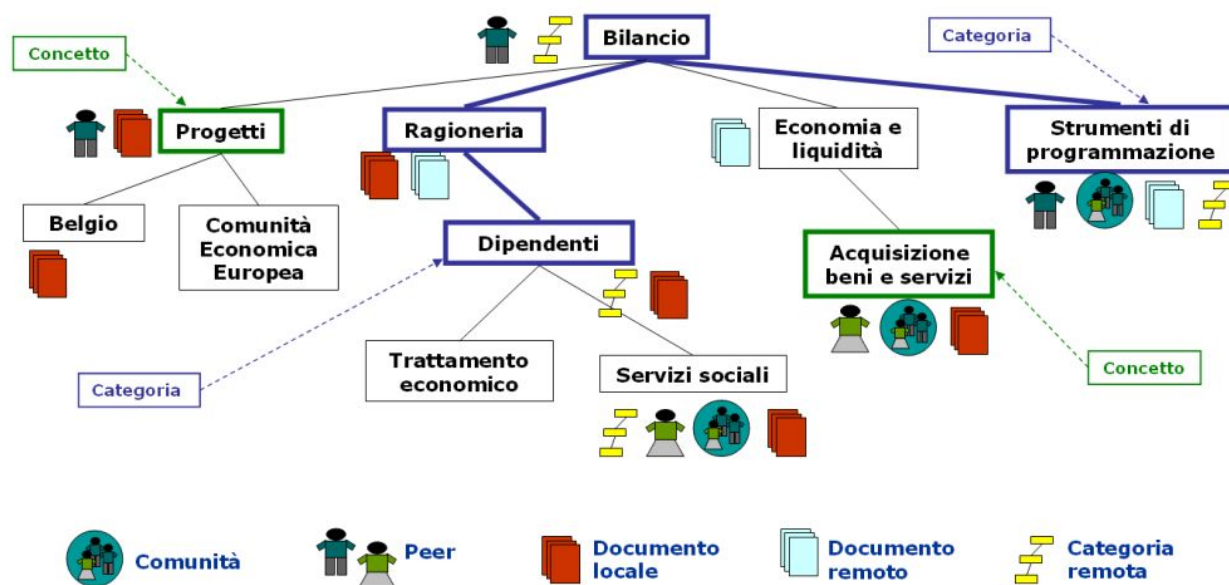 Bilancio
Concetto
Categoria
Progetti
Ragioneria
Economia e
liquidità
Strumenti di
programmazione
Belgio
Comunità
Economica
Europea
Dipendenti
Acquisizione
beni e servizi
Trattamento
economico
Servizi sociali
Categoria
Concetto
Comunità
Peer
Documento
locale
Documento
remoto
Categoria
remota